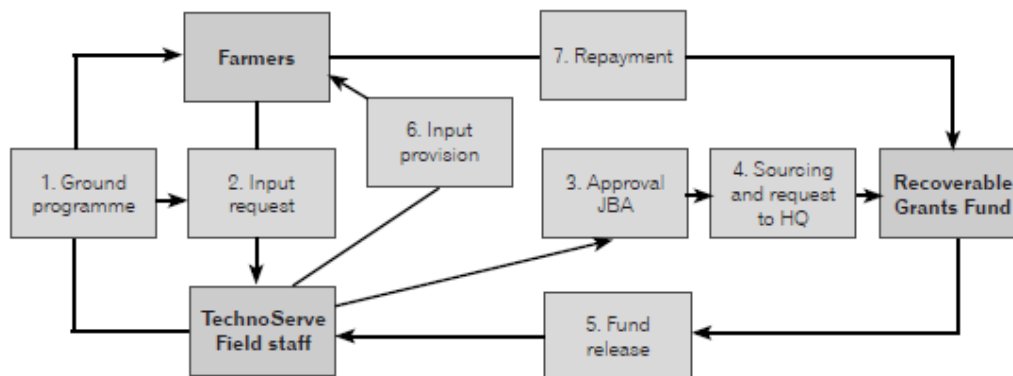 Farmers
7. Repayment
6. Input
provision
1. Ground
programme
2. Input
request
3. Approval
JBA
4. Sourcing
and request
to HQ
Recoverable
Grants Fund
TechnoServe
Field staff
5. Fund
release